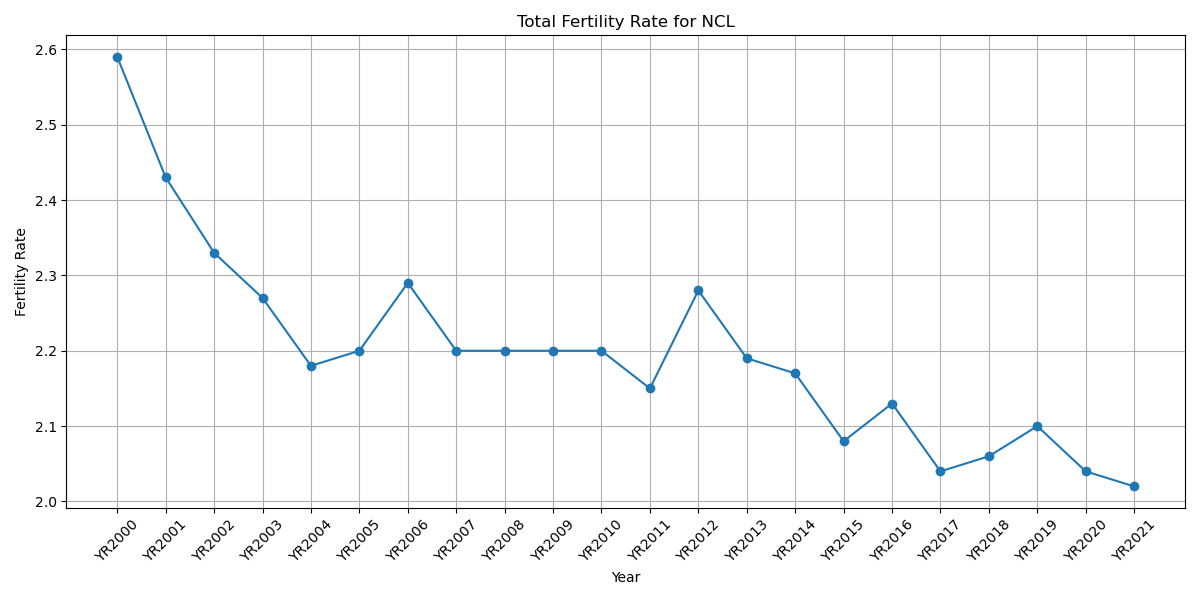 Total Fertility Rate for NCL
Fertility Rate
2.6
2.5
2.4
2.3
2.2
2.1
2.0
YR2000
YR2001
YR2002
YR2003
YR2004
YR2005
YR2006
YR2007
YR2008
YR2009
YR2010
YR2011
YR2012
YR2013
YR2014
YR2015
YR2016
YR2017
YR2018
YR2019
YR2020
YR2021
Year